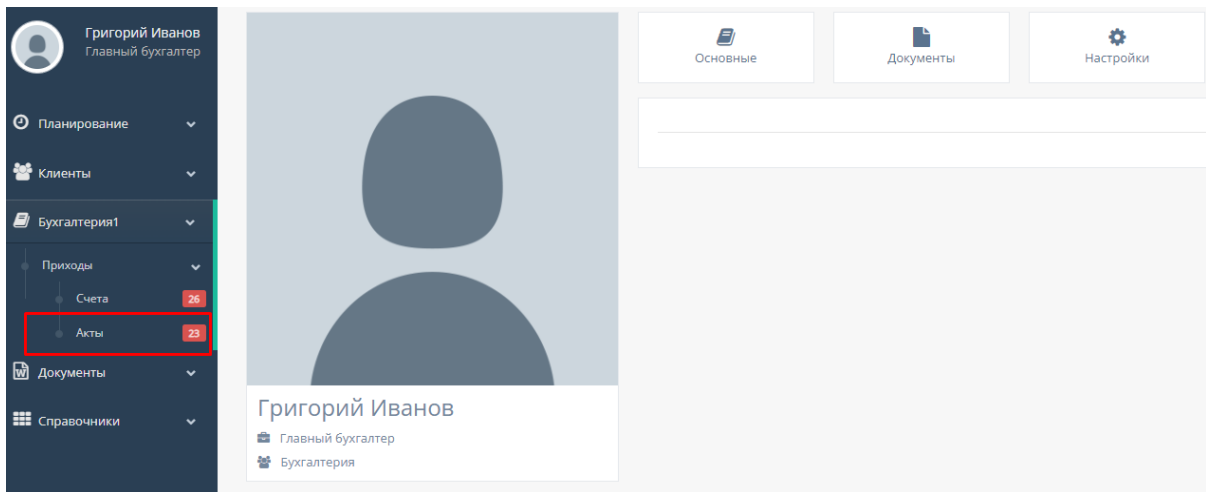 Григорий Иванов
Главный бухгалтер
Планирование
Клиенты
Бухгалтерия1
Приходы
Счета 26
Акты 23
Документы
Справочники
Григорий Иванов
Главный бухгалтер
Бухгалтерия
Основные
Документы
Настройки